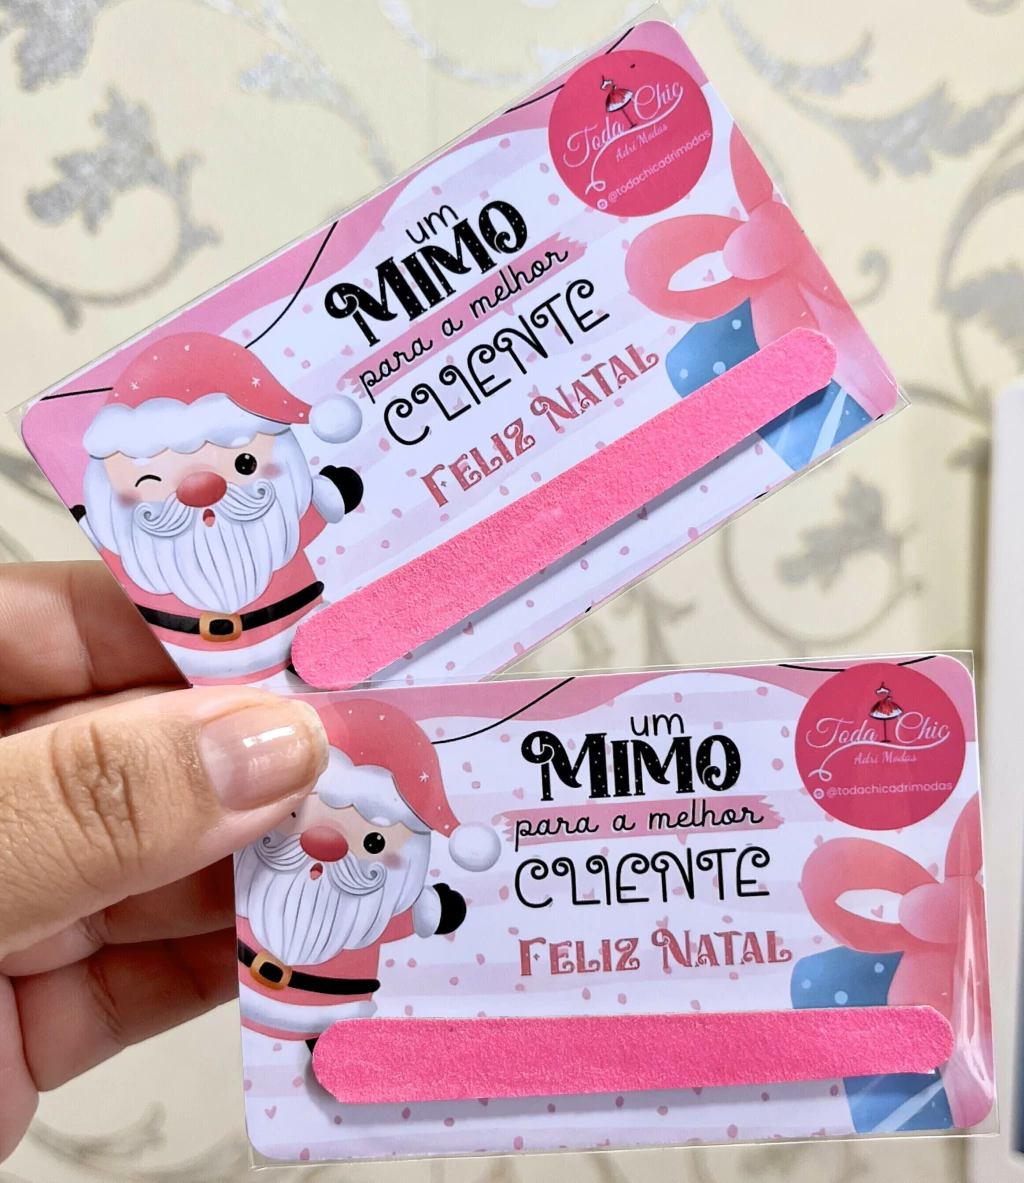 Toda Chic
Adri Modas
@todachicadrimodas
um
MIMO
para a melhor
CLIENTE
FELIZ NATAL
Toda Chic
Adri Modas
@todachicadrimodas
um
MIMO
para a melhor
CLIENTE
FELIZ NATAL